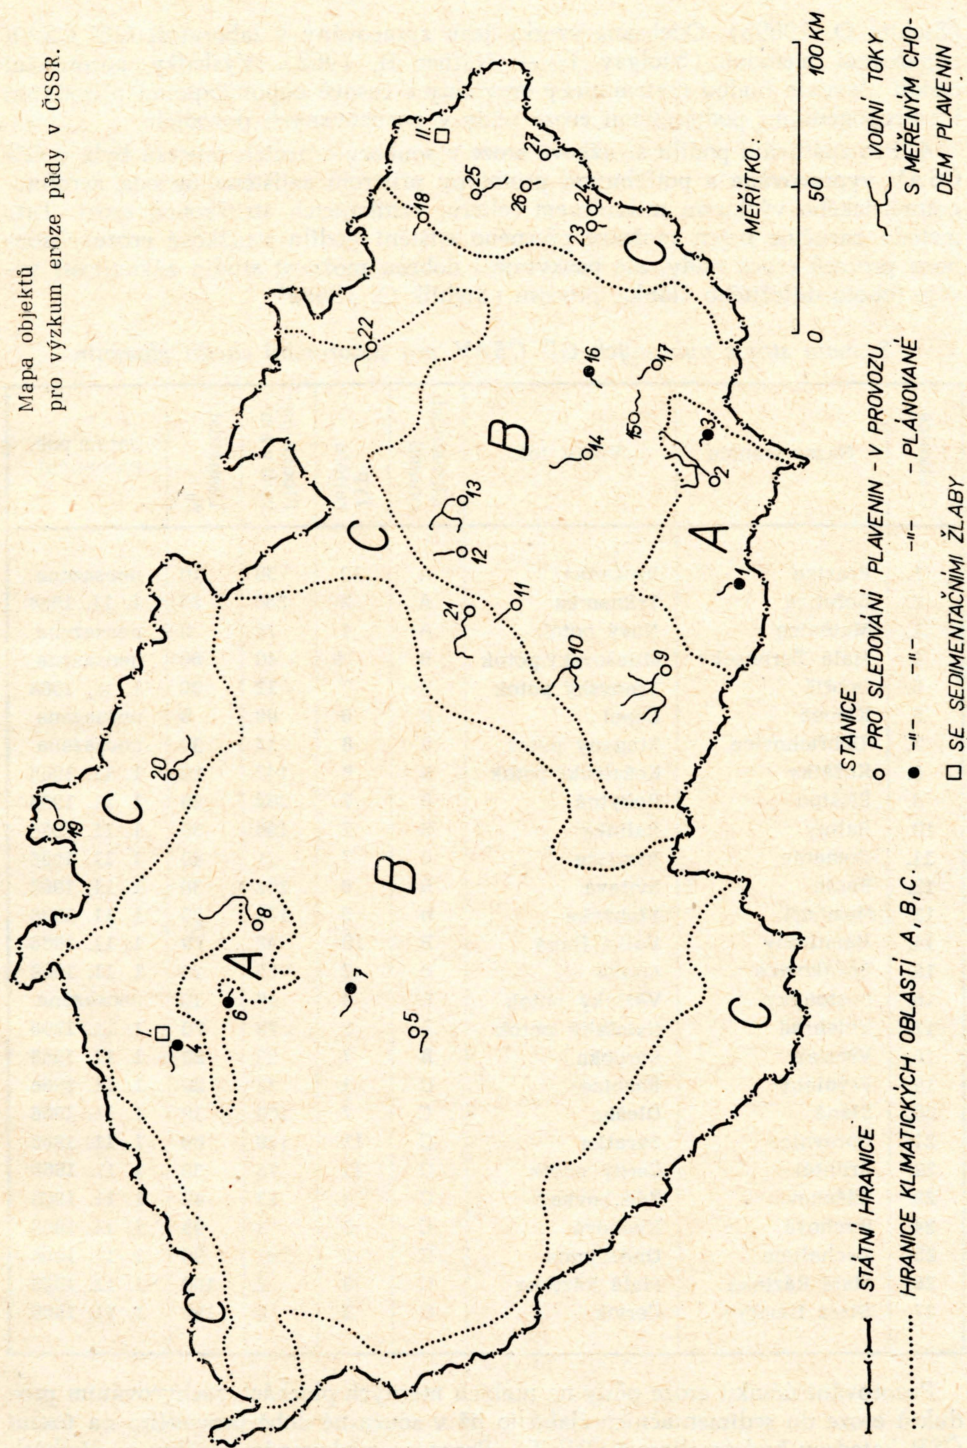 Mapa objektů
pro výzkum eroze půdy v ČSSR.
C
C
C
C
C
C
A
A
B
B
I.
II.
1
2
3
4
5
6
7
8
9
10
11
12
13
14
15
16
17
18
19
20
21
22
23
24
25
26
27
MĚŘÍTKO:
0 50 100 KM
STÁTNÍ HRANICE
HRANICE KLIMATICKÝCH OBLASTÍ A, B, C.
STANICE
PRO SLEDOVÁNÍ PLAVENIN - V PROVOZU
-"- -"- -"- - PLÁNOVANÉ
SE SEDIMENTAČNIMI ŽLABY
VODNÍ TOKY
S MĚŘENÝM CHO-
DEM PLAVENIN